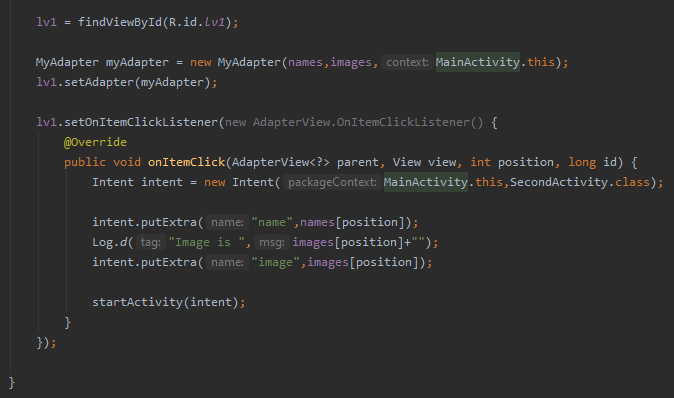 lv1 = findViewById(R.id.lv1);
MyAdapter myAdapter = new MyAdapter(names,images, context: MainActivity.this);
lv1.setAdapter(myAdapter);
lv1.setOnItemClickListener(new AdapterView.OnItemClickListener() {
@Override
public void onItemClick(AdapterView<?> parent, View view, int position, long id) {
Intent intent = new Intent( packageContext: MainActivity.this,SecondActivity.class);
intent.putExtra( name: "name",names[position]);
Log.d( tag: "Image is ", msg: images[position]+"");
intent.putExtra( name: "image",images[position]);
startActivity(intent);
}
});
}